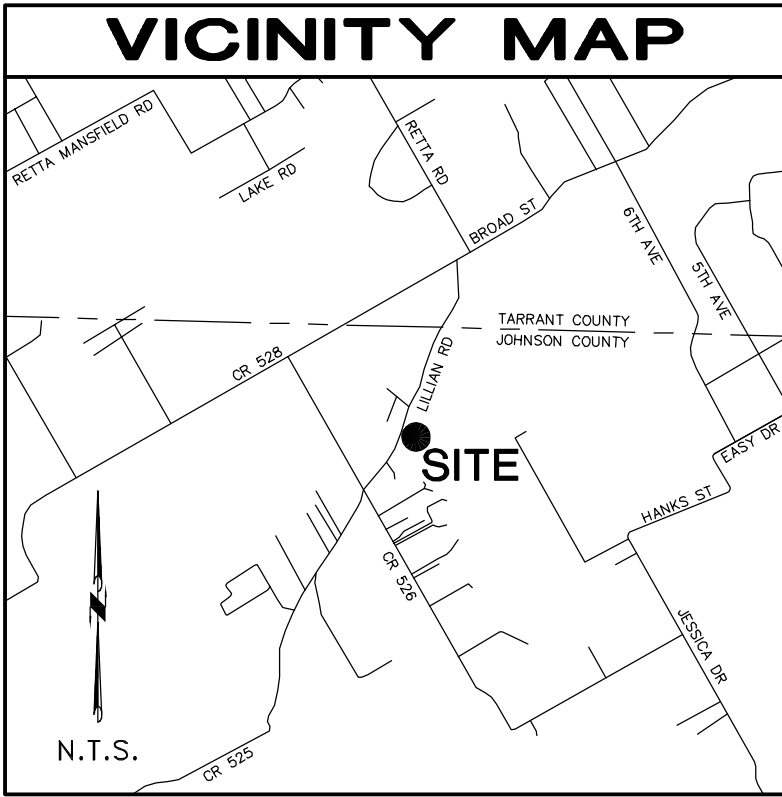 VICINITY MAP
RETTA MANSFIELD RD
LAKE RD
RETTA RD
BROAD ST
6TH AVE
5TH AVE
TARRANT COUNTY
JOHNSON COUNTY
CR 528
LILLIAN RD
SITE
EASY DR
HANKS ST
CR 526
JESSICA DR
N
N.T.S.
CR 525